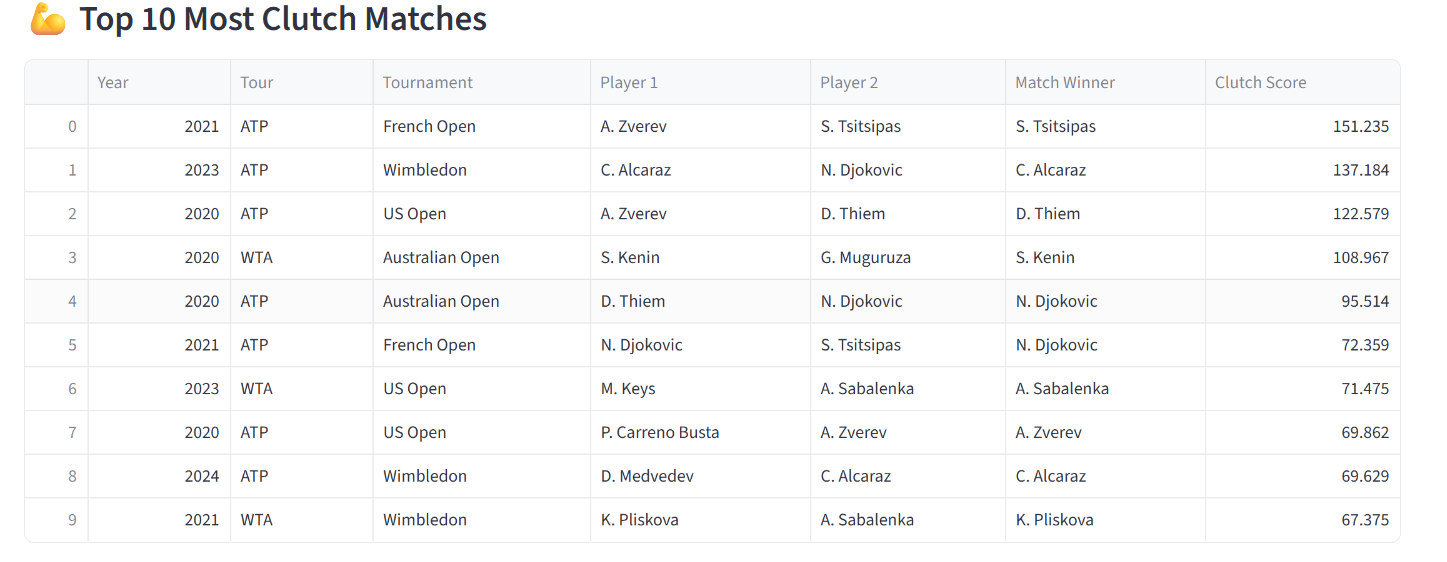 💪 Top 10 Most Clutch Matches
Year Tour Tournament Player 1 Player 2 Match Winner Clutch Score
0 2021 ATP French Open A. Zverev S. Tsitsipas S. Tsitsipas 151.235
1 2023 ATP Wimbledon C. Alcaraz N. Djokovic C. Alcaraz 137.184
2 2020 ATP US Open A. Zverev D. Thiem D. Thiem 122.579
3 2020 WTA Australian Open S. Kenin G. Muguruza S. Kenin 108.967
4 2020 ATP Australian Open D. Thiem N. Djokovic N. Djokovic 95.514
5 2021 ATP French Open N. Djokovic S. Tsitsipas N. Djokovic 72.359
6 2023 WTA US Open M. Keys A. Sabalenka A. Sabalenka 71.475
7 2020 ATP US Open P. Carreno Busta A. Zverev A. Zverev 69.862
8 2024 ATP Wimbledon D. Medvedev C. Alcaraz C. Alcaraz 69.629
9 2021 WTA Wimbledon K. Pliskova A. Sabalenka K. Pliskova 67.375